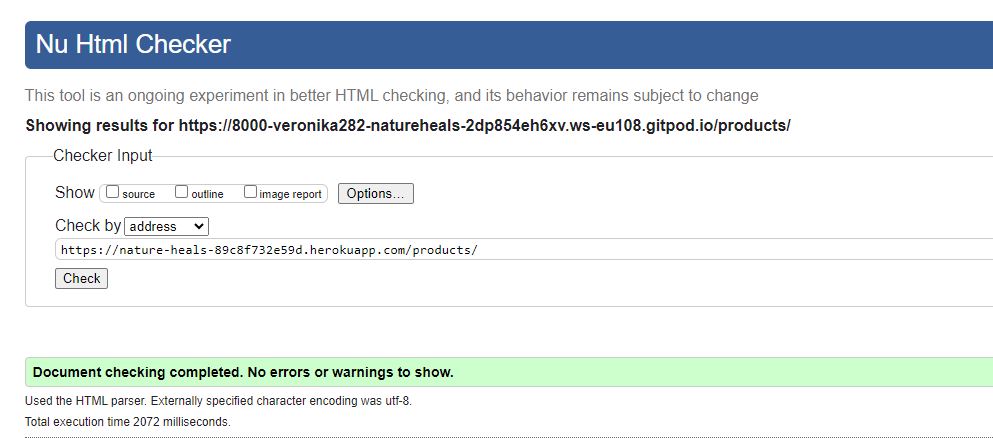 Nu Html Checker
This tool is an ongoing experiment in better HTML checking, and its behavior remains subject to change
Showing results for https://8000-veronika282-natureheals-2dp854eh6xv.ws-eu108.gitpod.io/products/
Checker Input
Show source outline image report Options...
Check by address
https://nature-heals-89c8f732e59d.herokuapp.com/products/
Check
Document checking completed. No errors or warnings to show.
Used the HTML parser. Externally specified character encoding was utf-8.
Total execution time 2072 milliseconds.